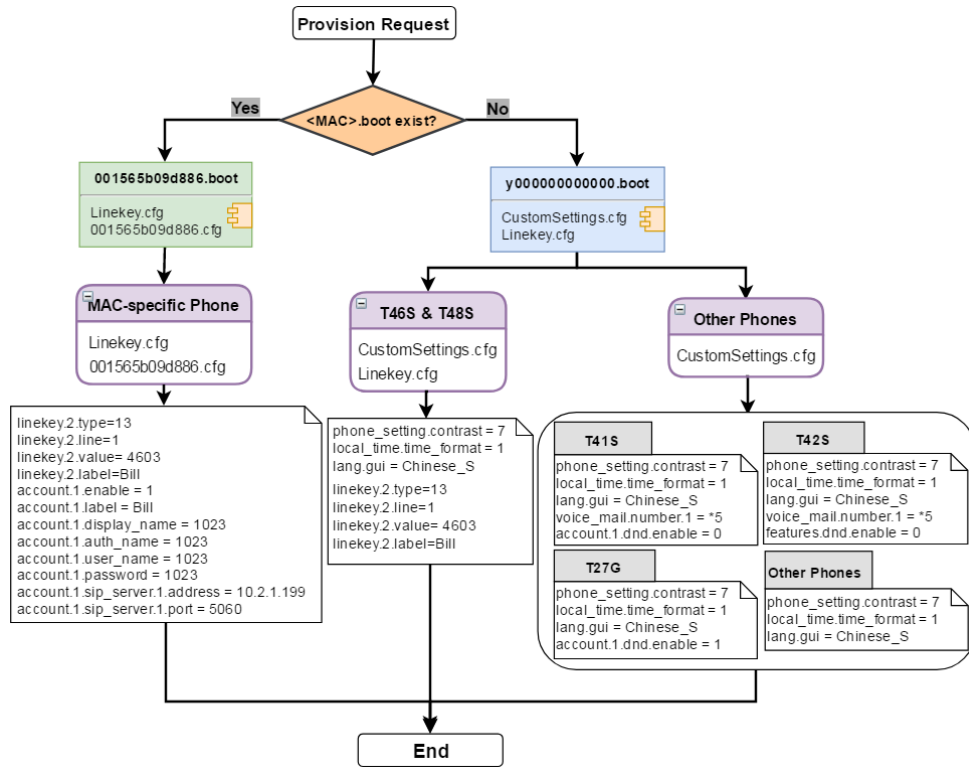 Provision Request
<MAC>.boot exist?
Yes
No
001565b09d886.boot
Linekey.cfg
001565b09d886.cfg
y000000000000.boot
CustomSettings.cfg
Linekey.cfg
MAC-specific Phone
Linekey.cfg
001565b09d886.cfg
T46S & T48S
CustomSettings.cfg
Linekey.cfg
Other Phones
CustomSettings.cfg
linekey.2.type=13
linekey.2.line=1
linekey.2.value= 4603
linekey.2.label=Bill
account.1.enable = 1
account.1.label = Bill
account.1.display_name = 1023
account.1.auth_name = 1023
account.1.user_name = 1023
account.1.password = 1023
account.1.sip_server.1.address = 10.2.1.199
account.1.sip_server.1.port = 5060
phone_setting.contrast = 7
local_time.time_format = 1
lang.gui = Chinese_S
linekey.2.type=13
linekey.2.line=1
linekey.2.value= 4603
linekey.2.label=Bill
T41S
phone_setting.contrast = 7
local_time.time_format = 1
lang.gui = Chinese_S
voice_mail.number.1 = *5
account.1.dnd.enable = 0
T42S
phone_setting.contrast = 7
local_time.time_format = 1
lang.gui = Chinese_S
voice_mail.number.1 = *5
features.dnd.enable = 0
T27G
phone_setting.contrast = 7
local_time.time_format = 1
lang.gui = Chinese_S
account.1.dnd.enable = 1
Other Phones
phone_setting.contrast = 7
local_time.time_format = 1
lang.gui = Chinese_S
End